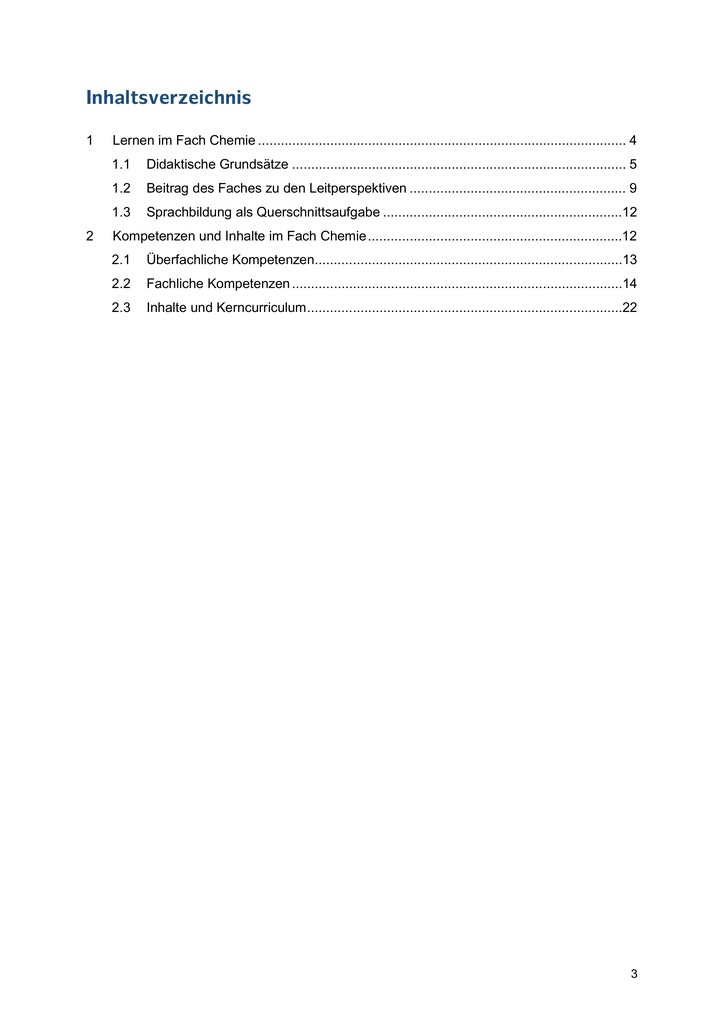 Inhaltsverzeichnis
1 Lernen im Fach Chemie ................................................................................................. 4
1.1 Didaktische Grundsätze ........................................................................................ 5
1.2 Beitrag des Faches zu den Leitperspektiven ......................................................... 9
1.3 Sprachbildung als Querschnittsaufgabe ...............................................................12
2 Kompetenzen und Inhalte im Fach Chemie...................................................................12
2.1 Überfachliche Kompetenzen.................................................................................13
2.2 Fachliche Kompetenzen .......................................................................................14
2.3 Inhalte und Kerncurriculum...................................................................................22
3